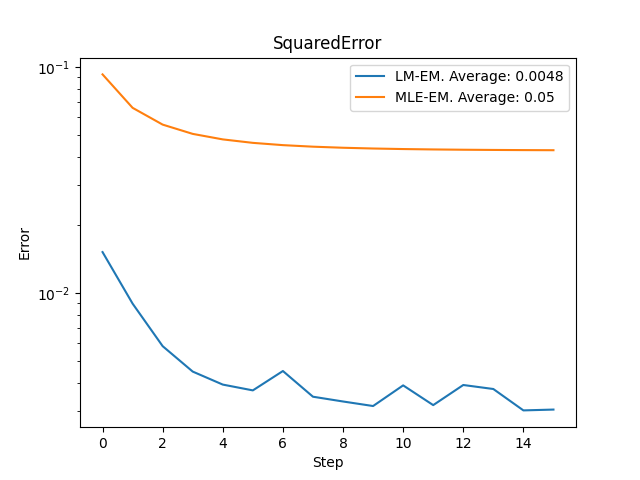 SquaredError
LM-EM. Average: 0.0048
MLE-EM. Average: 0.05
10⁻¹
10⁻²
Error
0 2 4 6 8 10 12 14
Step